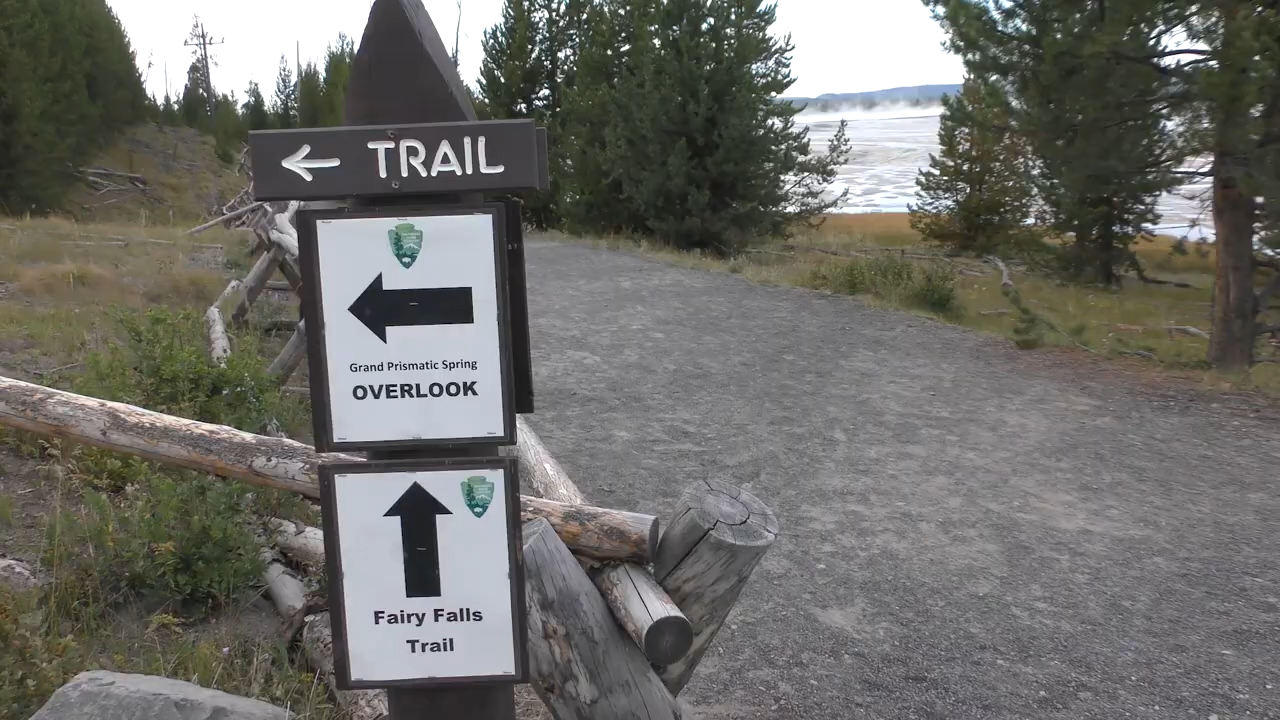 ← TRAIL
Grand Prismatic Spring
OVERLOOK
Fairy Falls
Trail